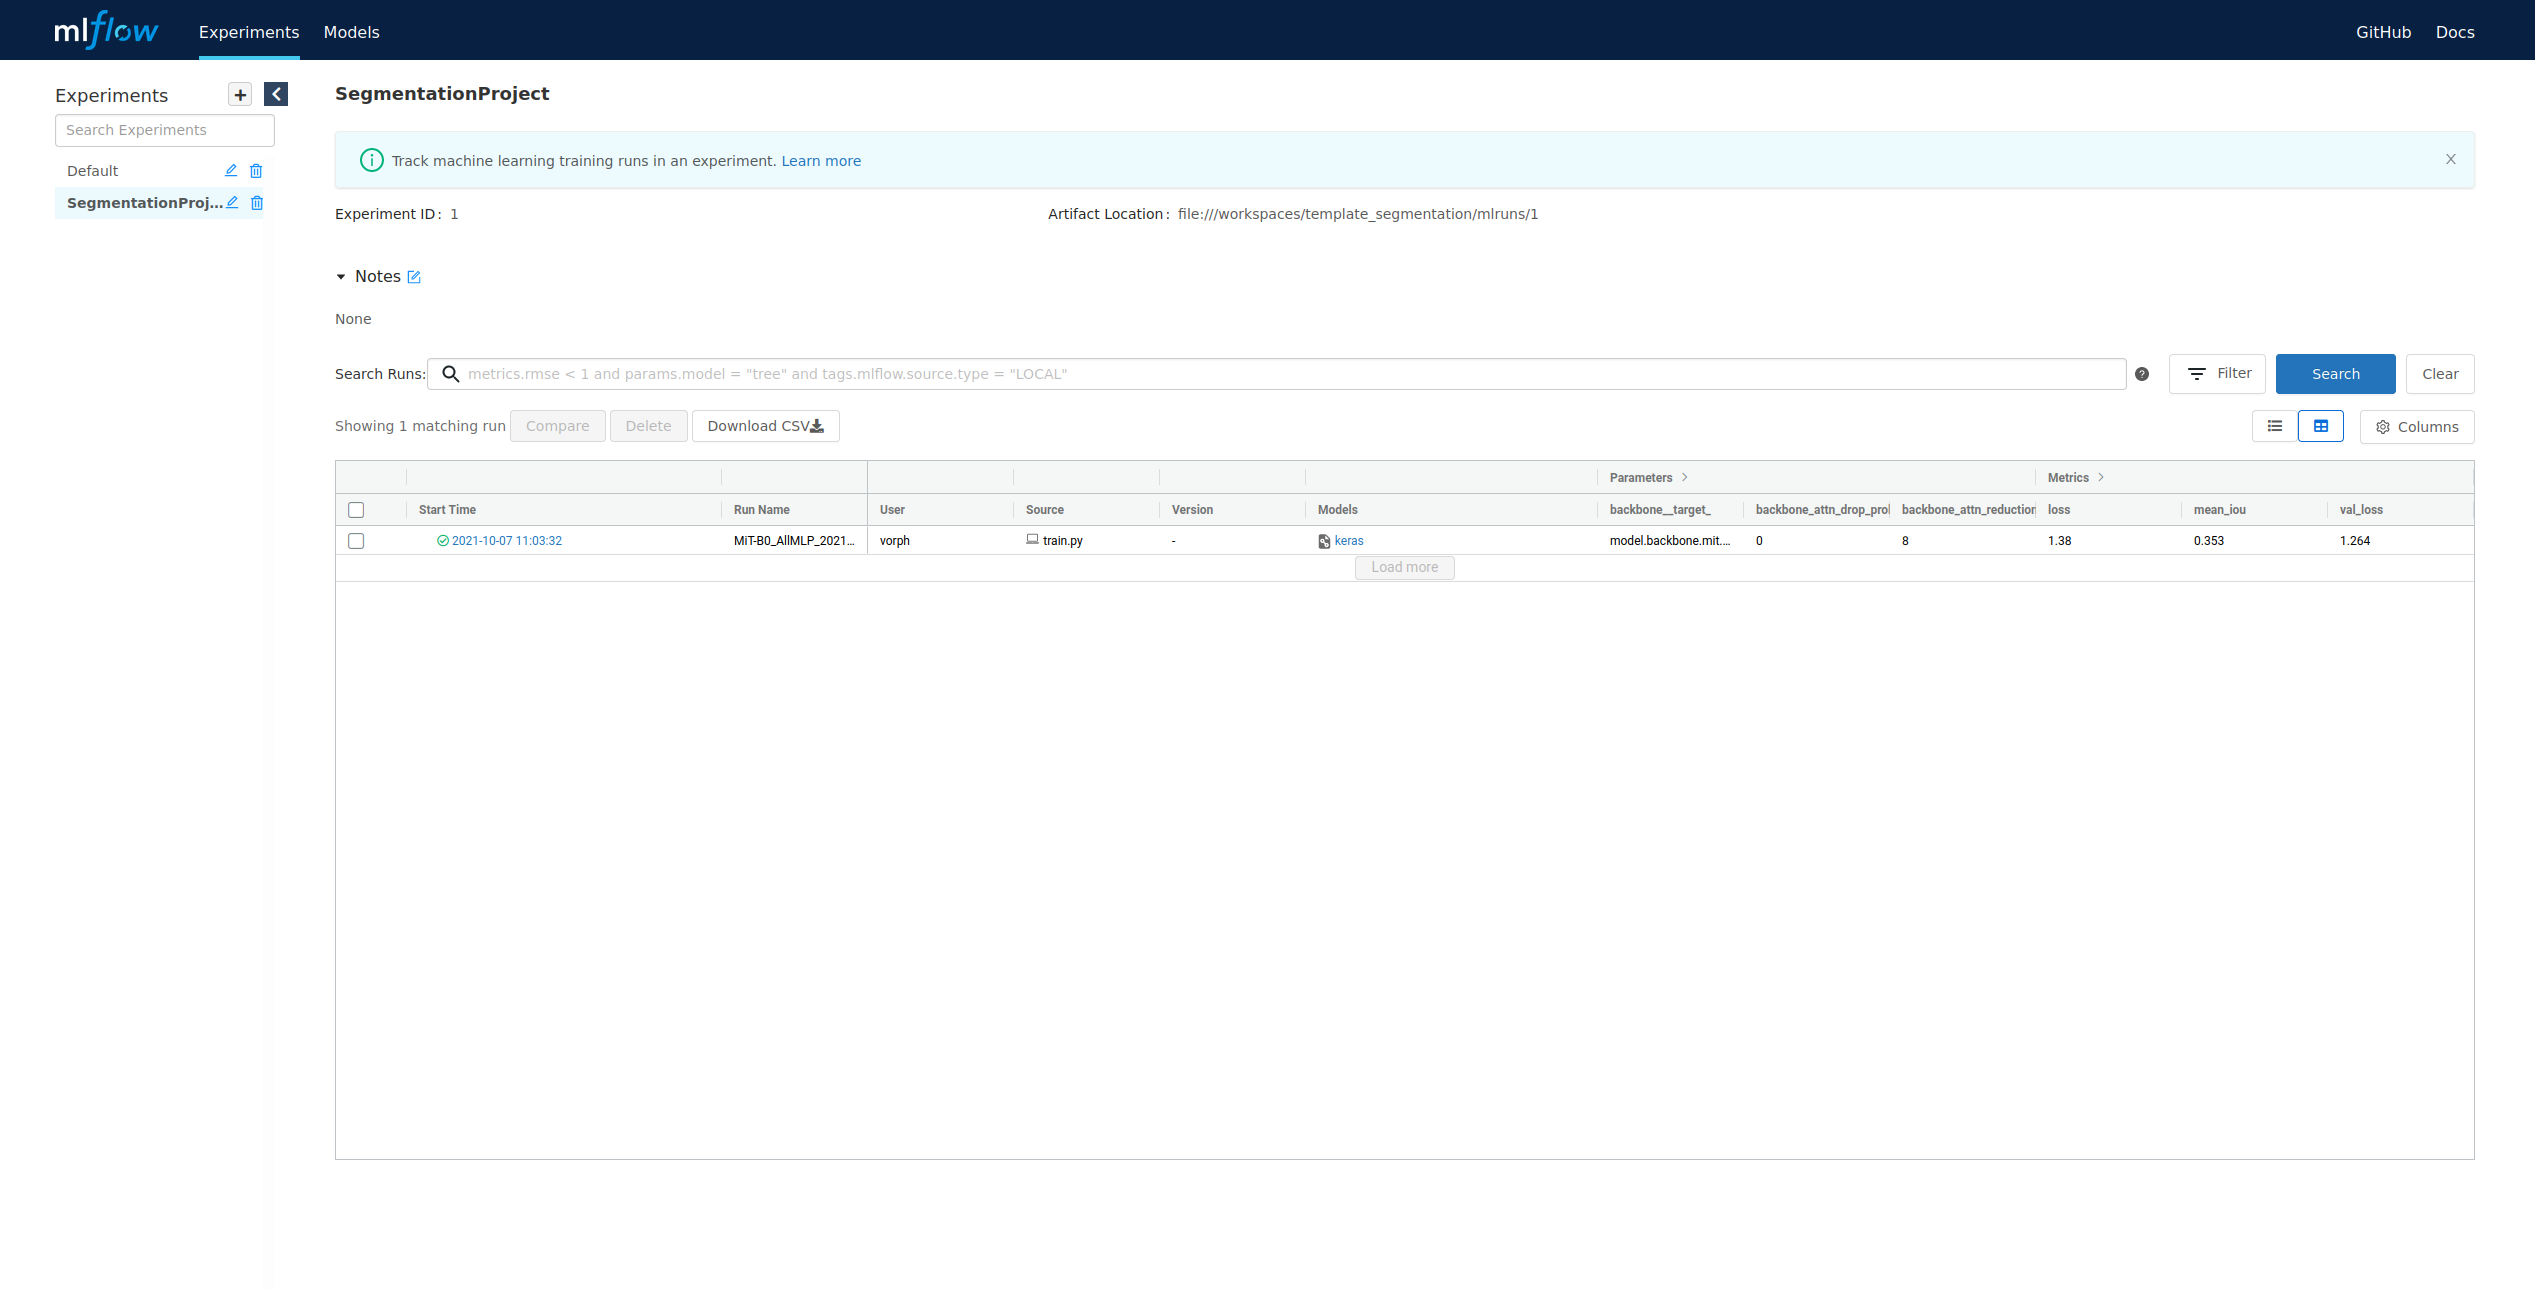 mlflow Experiments Models GitHub Docs
Experiments
Search Experiments
Default
SegmentationProj...
SegmentationProject
Track machine learning training runs in an experiment. Learn more
Experiment ID: 1 Artifact Location: file:///workspaces/template_segmentation/mlruns/1
Notes
None
Search Runs: metrics.rmse < 1 and params.model = "tree" and tags.mlflow.source.type = "LOCAL" ? Filter Search Clear
Showing 1 matching run Compare Delete Download CSV Columns
Parameters > Metrics >
Start Time Run Name User Source Version Models backbone__target_ backbone_attn_drop_prol backbone_attn_reduction loss mean_iou val_loss
2021-10-07 11:03:32 MiT-B0_AllMLP_2021... vorph train.py - keras model.backbone.mit.... 0 8 1.38 0.353 1.264
Load more